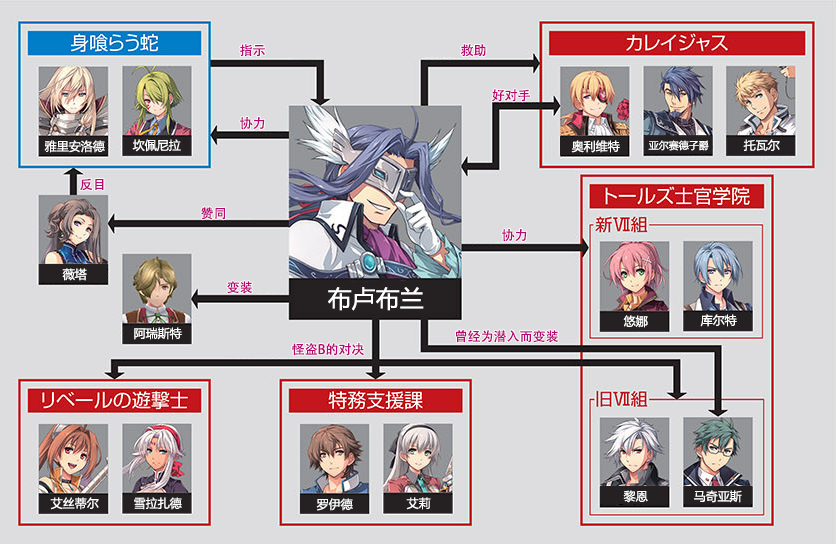 身喰らう蛇
雅里安洛德
坎佩尼拉
指示
协力
救助
好对手
カレイジャス
奥利维特
亚尔赛德子爵
托瓦尔
反目
薇塔
赞同
变装
阿瑞斯特
布卢布兰
协力
トールズ士官学院
新Ⅶ組
悠娜
库尔特
怪盗B的对决
曾经为潜入而变装
リベールの遊撃士
艾丝蒂尔
雪拉扎德
特務支援課
罗伊德
艾莉
旧Ⅶ組
黎恩
马奇亚斯